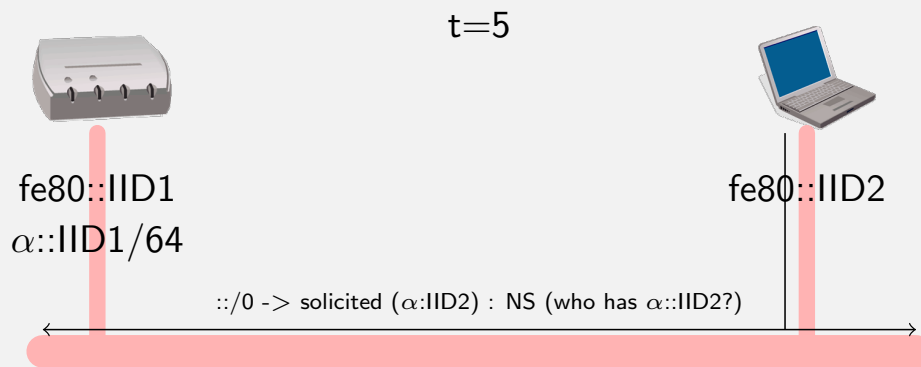 t=5
fe80::IID1
fe80::IID2
α::IID1/64
::/0 -> solicited (α:IID2) : NS (who has α::IID2?)